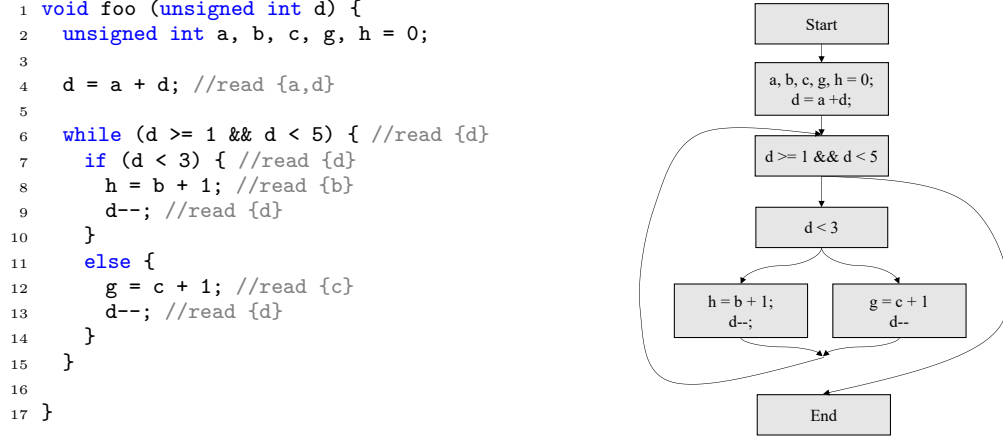 1 void foo (unsigned int d) {
2 unsigned int a, b, c, g, h = 0;
3
4 d = a + d; //read {a,d}
5
6 while (d >= 1 && d < 5) { //read {d}
7 if (d < 3) { //read {d}
8 h = b + 1; //read {b}
9 d--; //read {d}
10 }
11 else {
12 g = c + 1; //read {c}
13 d--; //read {d}
14 }
15 }
16
17 }
Start
a, b, c, g, h = 0;
d = a +d;
d >= 1 && d < 5
d < 3
h = b + 1;
d--;
g = c + 1
d--
End